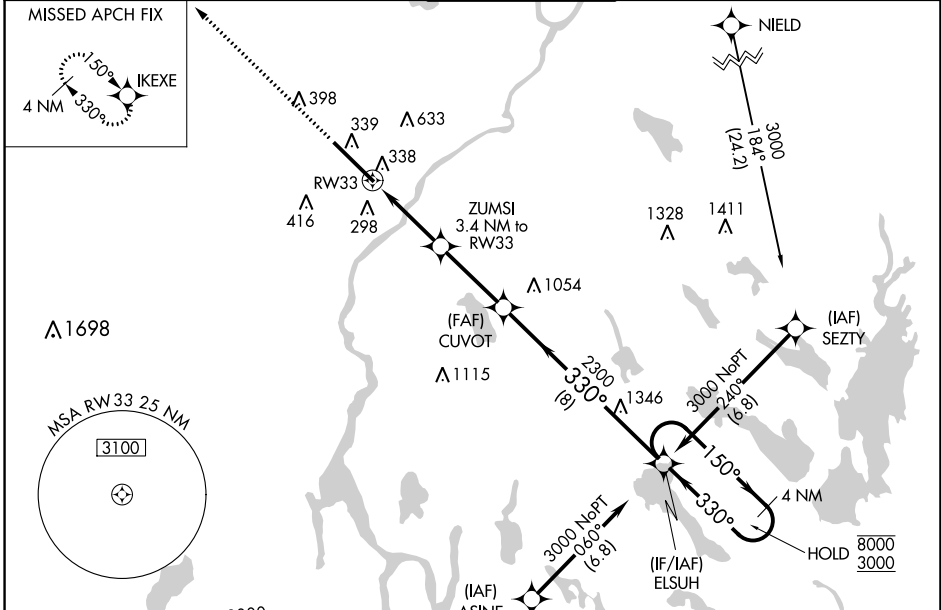 MISSED APCH FIX
150°
IKEXE
4 NM
330°
NIELD
3000
184°
(24.2)
398
339
633
338
RW33
416
298
ZUMSI
3.4 NM to
RW33
1328
1411
1054
(FAF)
CUVOT
(IAF)
SEZTY
1698
1115
2300
330°
(8)
1346
3000 NoPT
240°
(6.8)
MSA RW33 25 NM
3100
150°
330°
4 NM
HOLD
8000
3000
3000 NoPT
060°
(6.8)
(IF/IAF)
ELSUH
(IAF)